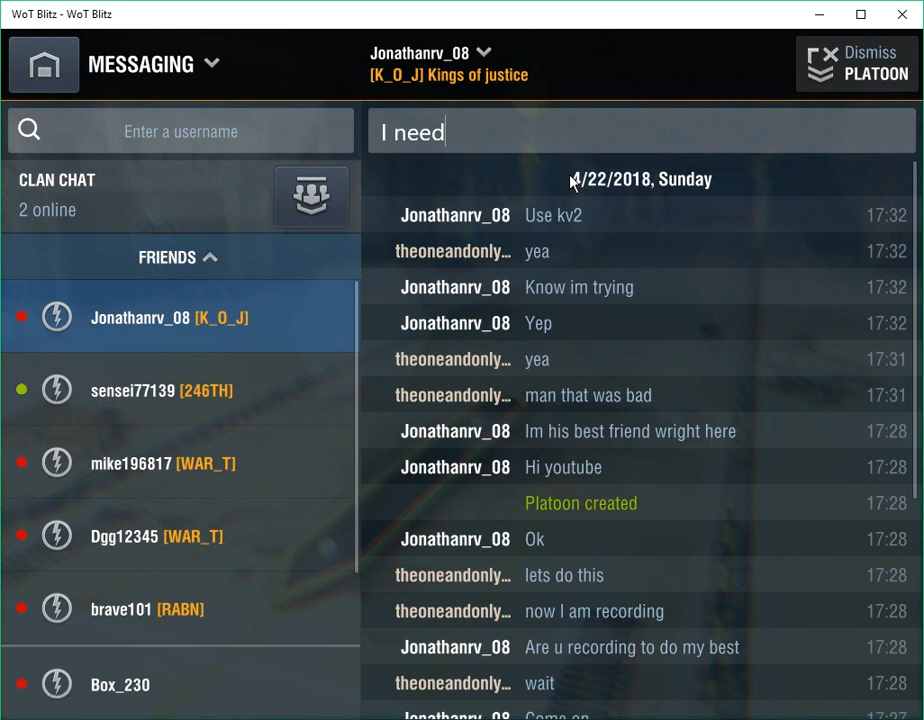 WoT Blitz - WoT Blitz
MESSAGING
Jonathanrv_08
[K_O_J] Kings of justice
Dismiss
PLATOON
Enter a username
I need
CLAN CHAT
2 online
FRIENDS
Jonathanrv_08 [K_O_J]
sensei77139 [246TH]
mike196817 [WAR_T]
Dgg12345 [WAR_T]
brave101 [RABN]
Box_230
4/22/2018, Sunday
Jonathanrv_08 Use kv2 17:32
theoneandonly... yea 17:32
Jonathanrv_08 Know im trying 17:32
Jonathanrv_08 Yep 17:32
theoneandonly... yea 17:31
theoneandonly... man that was bad 17:31
Jonathanrv_08 Im his best friend wright here 17:28
Jonathanrv_08 Hi youtube 17:28
Platoon created 17:28
Jonathanrv_08 Ok 17:28
theoneandonly... lets do this 17:28
theoneandonly... now I am recording 17:28
Jonathanrv_08 Are u recording to do my best 17:28
theoneandonly... wait 17:28
Jonathanrv_08 Come on 17:27